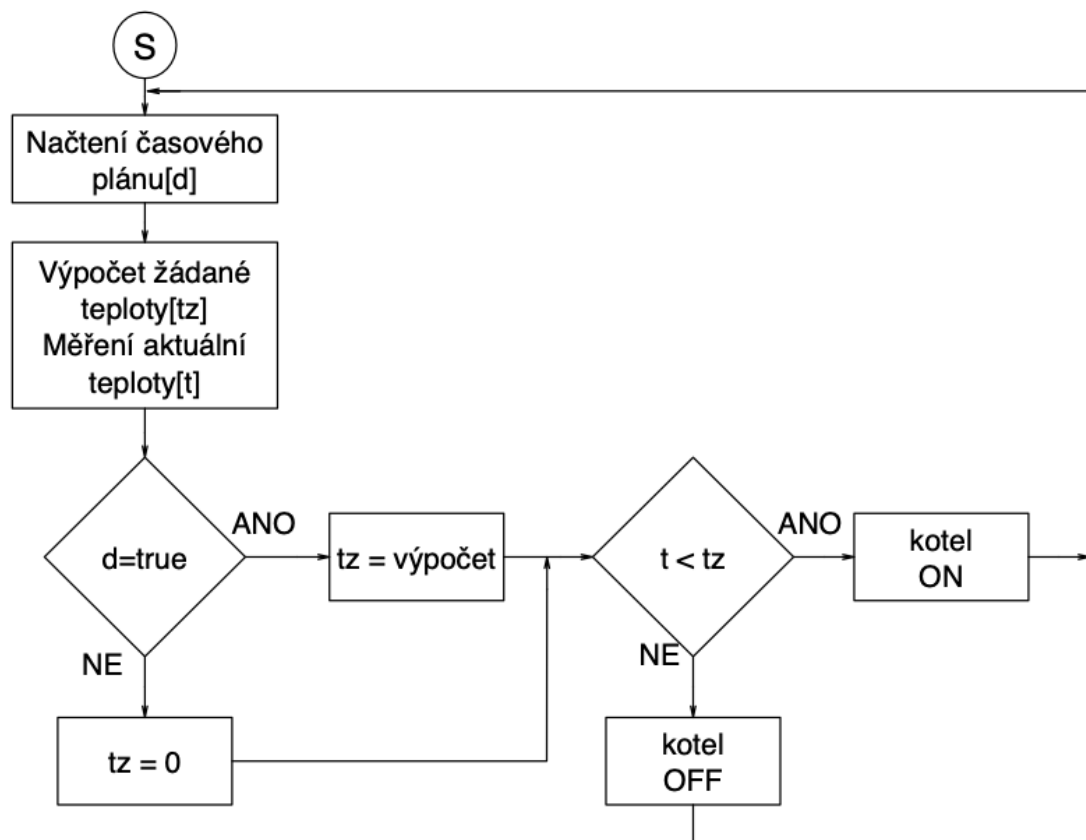 S
Načtení časového
plánu[d]
Výpočet žádané
teploty[tz]
Měření aktuální
teploty[t]
d=true
ANO
NE
tz = výpočet
tz = 0
t < tz
ANO
NE
kotel
ON
kotel
OFF